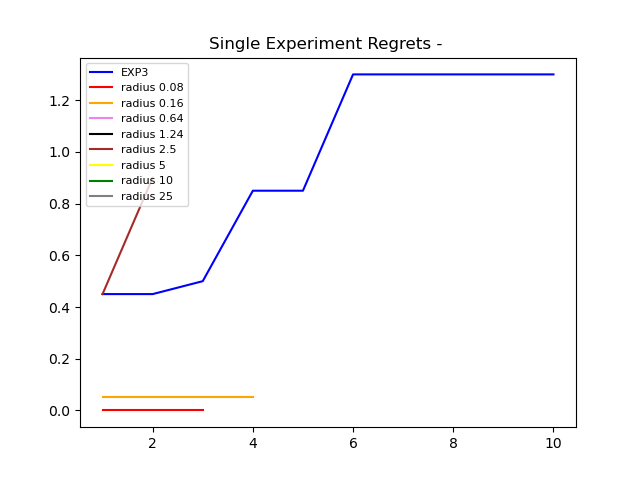 Single Experiment Regrets -
EXP3
radius 0.08
radius 0.16
radius 0.64
radius 1.24
radius 2.5
radius 5
radius 10
radius 25
1.2
1.0
0.8
0.6
0.4
0.2
0.0
2 4 6 8 10